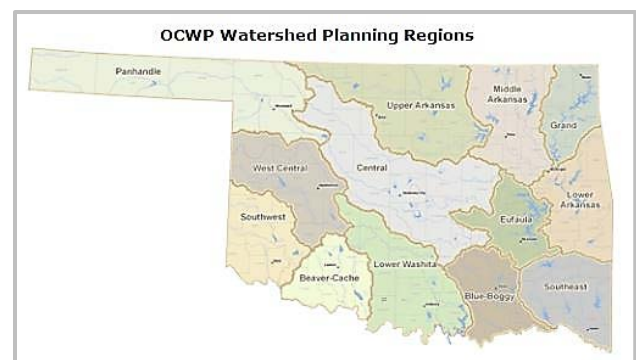 OCWP Watershed Planning Regions
Panhandle
Upper Arkansas
Middle
Arkansas
Grand
West Central
Central
Lower
Arkansas
Southwest
Eufaula
Lower Washita
Beaver-Cache
Blue-Boggy
Southeast